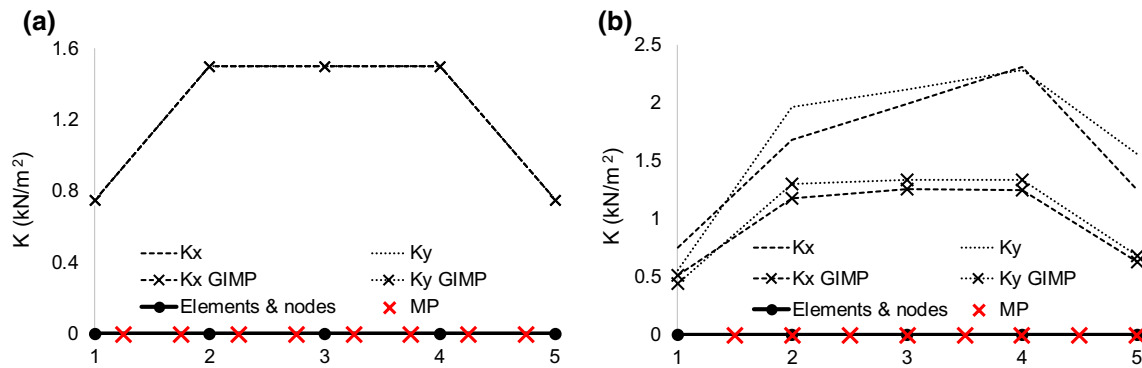 (a)
1.6
1.2
0.8
0.4
0
K (kN/m²)
Kx
Ky
Kx GIMP
Ky GIMP
Elements & nodes
MP
1 2 3 4 5
(b)
2.5
2
1.5
1
0.5
0
K (kN/m²)
Kx
Ky
Kx GIMP
Ky GIMP
Elements & nodes
MP
1 2 3 4 5